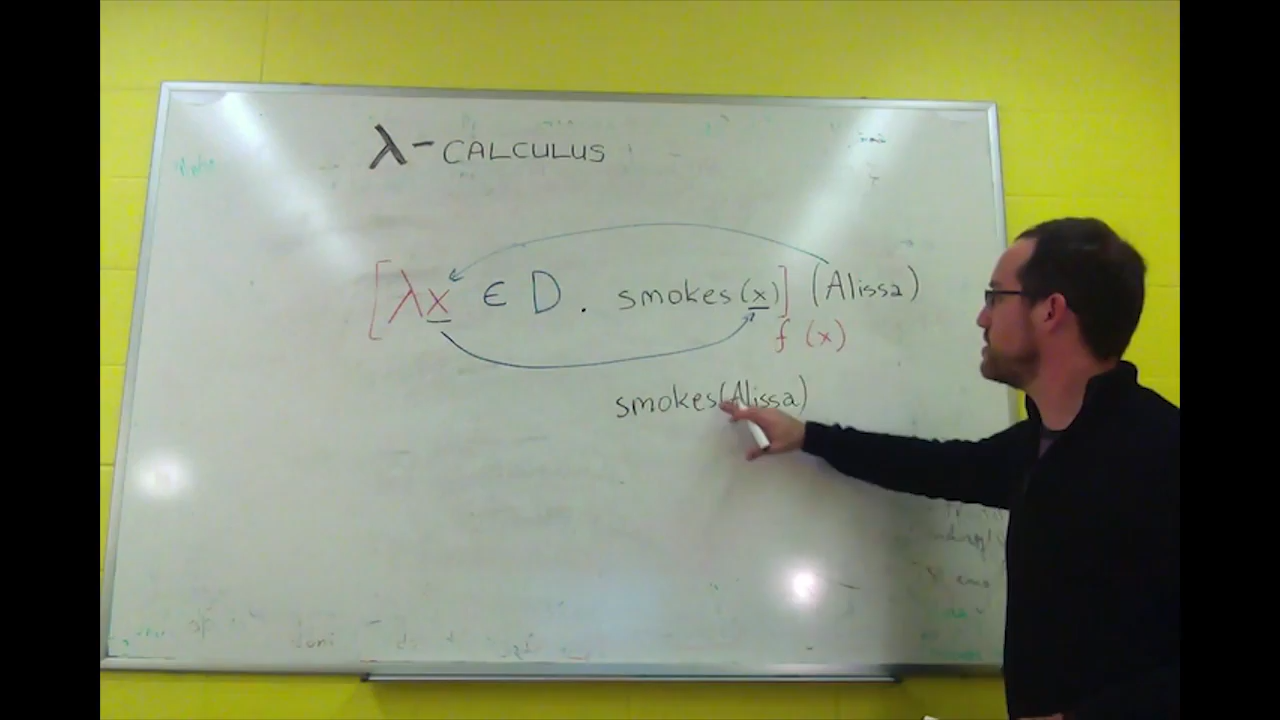 λ-CALCULUS
[λx ∈ D. smokes(x)] (Alissa)
f (x)
smokes(Alissa)